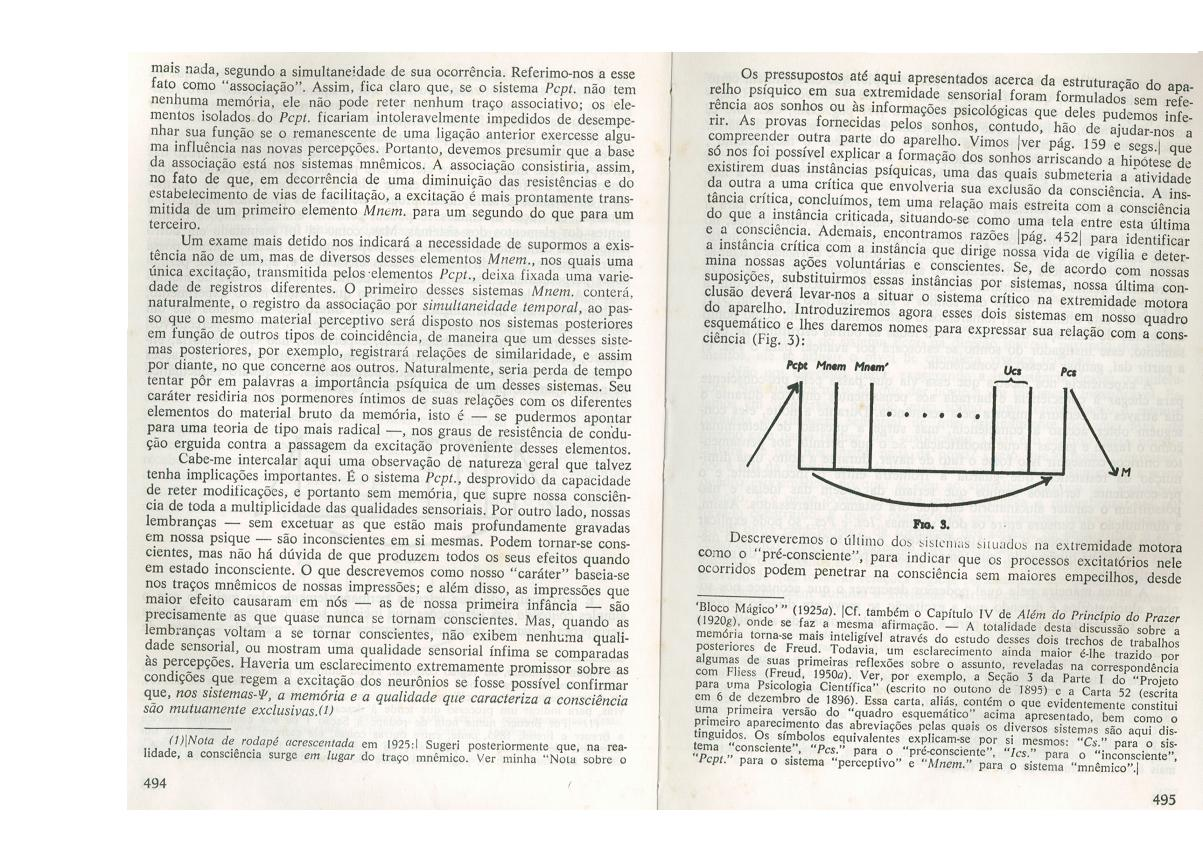 mais nada, segundo a simultaneidade de sua ocorrência. Referimo-nos a esse
fato como "associação". Assim, fica claro que, se o sistema Pcpt. não tem
nenhuma memória, ele não pode reter nenhum traço associativo; os ele-
mentos isolados do Pcpt. ficariam intoleravelmente impedidos de desempe-
nhar sua função se o remanescente de uma ligação anterior exercesse algu-
ma influência nas novas percepções. Portanto, devemos presumir que a base
da associação está nos sistemas mnêmicos. A associação consistiria, assim,
no fato de que, em decorrência de uma diminuição das resistências e do
estabelecimento de vias de facilitação, a excitação é mais prontamente trans-
mitida de um primeiro elemento Mnem. para um segundo do que para um
terceiro.
Um exame mais detido nos indicará a necessidade de supormos a exis-
tência não de um, mas de diversos desses elementos Mnem., nos quais uma
única excitação, transmitida pelos elementos Pcpt., deixa fixada uma varie-
dade de registros diferentes. O primeiro desses sistemas Mnem. conterá,
naturalmente, o registro da associação por simultaneidade temporal, ao pas-
so que o mesmo material perceptivo será disposto nos sistemas posteriores
em função de outros tipos de coincidência, de maneira que um desses siste-
mas posteriores, por exemplo, registrará relações de similaridade, e assim
por diante, no que concerne aos outros. Naturalmente, seria perda de tempo
tentar pôr em palavras a importância psíquica de um desses sistemas. Seu
caráter residiria nos pormenores íntimos de suas relações com os diferentes
elementos do material bruto da memória, isto é — se pudermos apontar
para uma teoria de tipo mais radical —, nos graus de resistência de condu-
ção erguida contra a passagem da excitação proveniente desses elementos.
Cabe-me intercalar aqui uma observação de natureza geral que talvez
tenha implicações importantes. É o sistema Pcpt., desprovido da capacidade
de reter modificações, e portanto sem memória, que supre nossa consciên-
cia de toda a multiplicidade das qualidades sensoriais. Por outro lado, nossas
lembranças — sem excetuar as que estão mais profundamente gravadas
em nossa psique — são inconscientes em si mesmas. Podem tornar-se cons-
cientes, mas não há dúvida de que produzem todos os seus efeitos quando
em estado inconsciente. O que descrevemos como nosso "caráter" baseia-se
nos traços mnêmicos de nossas impressões; e além disso, as impressões que
maior efeito causaram em nós — as de nossa primeira infância — são
precisamente as que quase nunca se tornam conscientes. Mas, quando as
lembranças voltam a se tornar conscientes, não exibem nenhuma quali-
dade sensorial, ou mostram uma qualidade sensorial ínfima se comparadas
às percepções. Haveria um esclarecimento extremamente promissor sobre as
condições que regem a excitação dos neurônios se fosse possível confirmar
que, nos sistemas-Ψ, a memória e a qualidade que caracteriza a consciência
são mutuamente exclusivas.(1)
(1)|Nota de rodapé acrescentada em 1925:| Sugeri posteriormente que, na rea-
lidade, a consciência surge em lugar do traço mnêmico. Ver minha "Nota sobre o
494
Os pressupostos até aqui apresentados acerca da estruturação do apa-
relho psíquico em sua extremidade sensorial foram formulados sem refe-
rência aos sonhos ou às informações psicológicas que deles pudemos infe-
rir. As provas fornecidas pelos sonhos, contudo, hão de ajudar-nos a
compreender outra parte do aparelho. Vimos |ver pág. 159 e segs.| que
só nos foi possível explicar a formação dos sonhos arriscando a hipótese de
existirem duas instâncias psíquicas, uma das quais submeteria a atividade
da outra a uma crítica que envolveria sua exclusão da consciência. A ins-
tância crítica, concluímos, tem uma relação mais estreita com a consciência
do que a instância criticada, situando-se como uma tela entre esta última
e a consciência. Ademais, encontramos razões |pág. 452| para identificar
a instância crítica com a instância que dirige nossa vida de vigília e deter-
mina nossas ações voluntárias e conscientes. Se, de acordo com nossas
suposições, substituirmos essas instâncias por sistemas, nossa última con-
clusão deverá levar-nos a situar o sistema crítico na extremidade motora
do aparelho. Introduziremos agora esses dois sistemas em nosso quadro
esquemático e lhes daremos nomes para expressar sua relação com a cons-
ciência (Fig. 3):
Pcpt Mnem Mnem' Ucs Pcs
M
FIG. 3.
Descreveremos o último dos sistemas situados na extremidade motora
como o "pré-consciente", para indicar que os processos excitatórios nele
ocorridos podem penetrar na consciência sem maiores empecilhos, desde
'Bloco Mágico' " (1925a). |Cf. também o Capítulo IV de Além do Princípio do Prazer
(1920g), onde se faz a mesma afirmação. — A totalidade desta discussão sobre a
memória torna-se mais inteligível através do estudo desses dois trechos de trabalhos
posteriores de Freud. Todavia, um esclarecimento ainda maior é-lhe trazido por
algumas de suas primeiras reflexões sobre o assunto, reveladas na correspondência
com Fliess (Freud, 1950a). Ver, por exemplo, a Seção 3 da Parte I do "Projeto
para uma Psicologia Científica" (escrito no outono de 1895) e a Carta 52 (escrita
em 6 de dezembro de 1896). Essa carta, aliás, contém o que evidentemente constitui
uma primeira versão do "quadro esquemático" acima apresentado, bem como o
primeiro aparecimento das abreviações pelas quais os diversos sistemas são aqui dis-
tinguidos. Os símbolos equivalentes explicam-se por si mesmos: "Cs." para o sis-
tema "consciente", "Pcs." para o "pré-consciente", "Ics." para o "inconsciente",
"Pcpt." para o sistema "perceptivo" e "Mnem." para o sistema "mnêmico".|
495